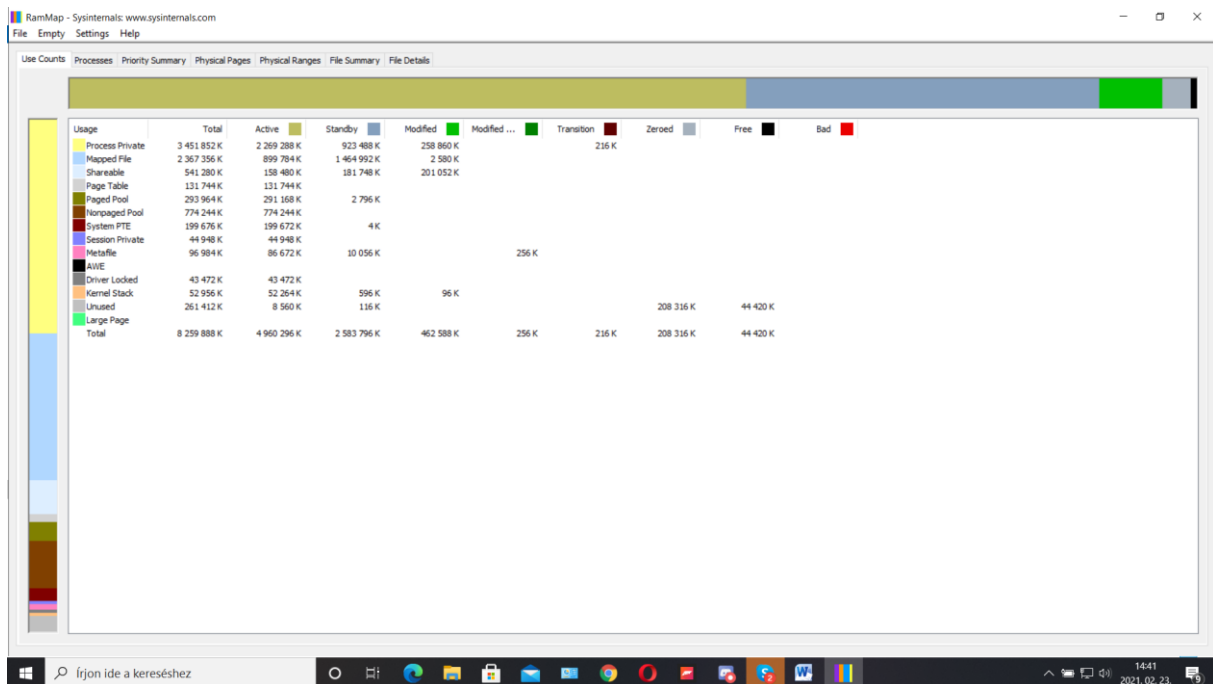 RamMap - Sysinternals: www.sysinternals.com
File Empty Settings Help
Use Counts Processes Priority Summary Physical Pages Physical Ranges File Summary File Details
Usage Total Active Standby Modified Modified ... Transition Zeroed Free Bad
Process Private 3 451 852 K 2 269 288 K 923 488 K 258 860 K 216 K
Mapped File 2 367 356 K 899 784 K 1 464 992 K 2 580 K
Shareable 541 280 K 158 480 K 181 748 K 201 052 K
Page Table 131 744 K 131 744 K
Paged Pool 293 964 K 291 168 K 2 796 K
Nonpaged Pool 774 244 K 774 244 K
System PTE 199 676 K 199 672 K 4 K
Session Private 44 948 K 44 948 K
Metafile 96 984 K 86 672 K 10 056 K 256 K
AWE
Driver Locked 43 472 K 43 472 K
Kernel Stack 52 956 K 52 264 K 596 K 96 K
Unused 261 412 K 8 560 K 116 K 208 316 K 44 420 K
Large Page
Total 8 259 888 K 4 960 296 K 2 583 796 K 462 588 K 256 K 216 K 208 316 K 44 420 K
Írjon ide a kereséshez
14:41
2021. 02. 23.